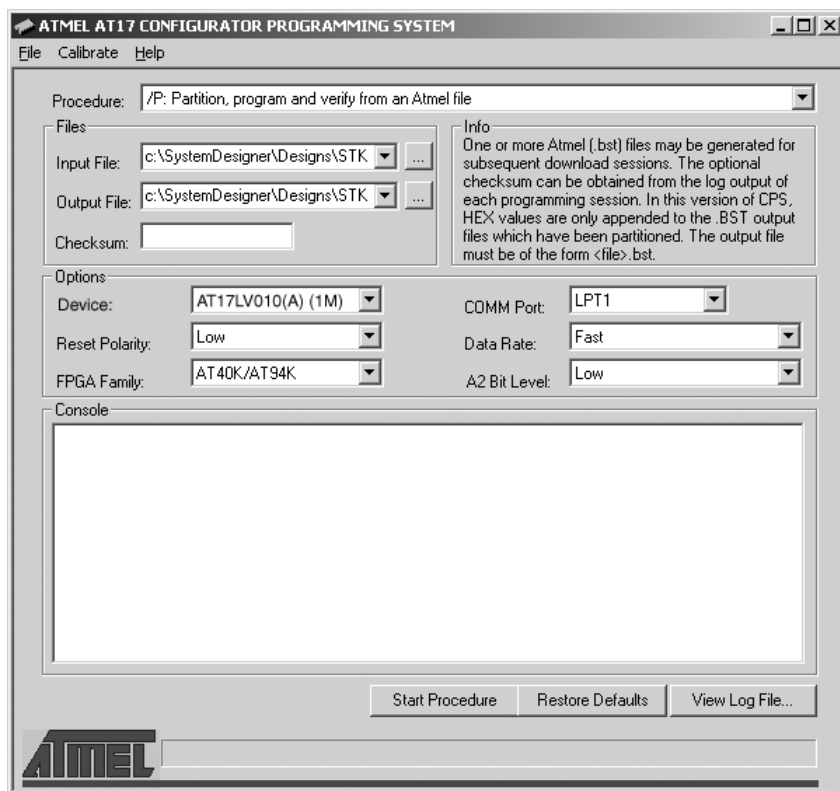 ATMEL AT17 CONFIGURATOR PROGRAMMING SYSTEM
File Calibrate Help
Procedure: /P: Partition, program and verify from an Atmel file
Files
Input File: c:\SystemDesigner\Designs\STK ...
Output File: c:\SystemDesigner\Designs\STK ...
Checksum:
Info
One or more Atmel (.bst) files may be generated for
subsequent download sessions. The optional
checksum can be obtained from the log output of
each programming session. In this version of CPS,
HEX values are only appended to the .BST output
files which have been partitioned. The output file
must be of the form <file>.bst.
Options
Device: AT17LV010(A) (1M) COMM Port: LPT1
Reset Polarity: Low Data Rate: Fast
FPGA Family: AT40K/AT94K A2 Bit Level: Low
Console
Start Procedure Restore Defaults View Log File...
ATMEL